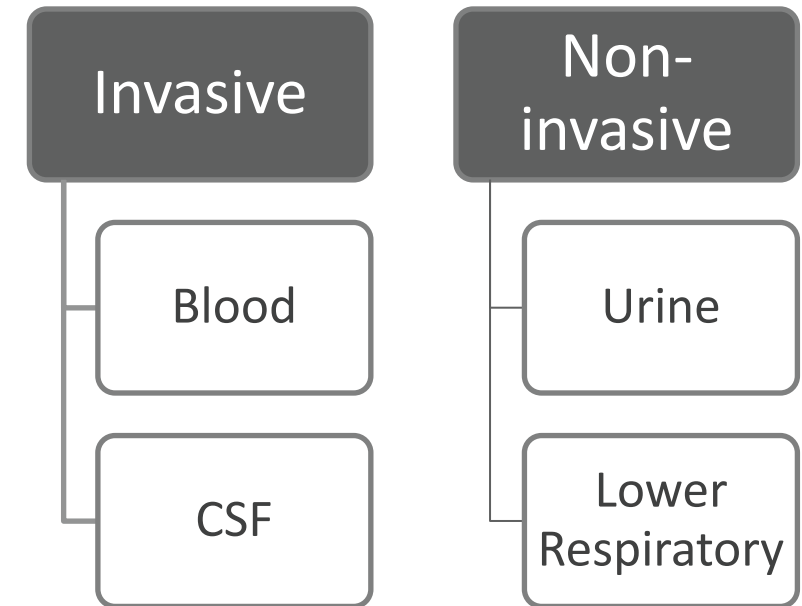 Invasive
Blood
CSF
Non-
invasive
Urine
Lower
Respiratory